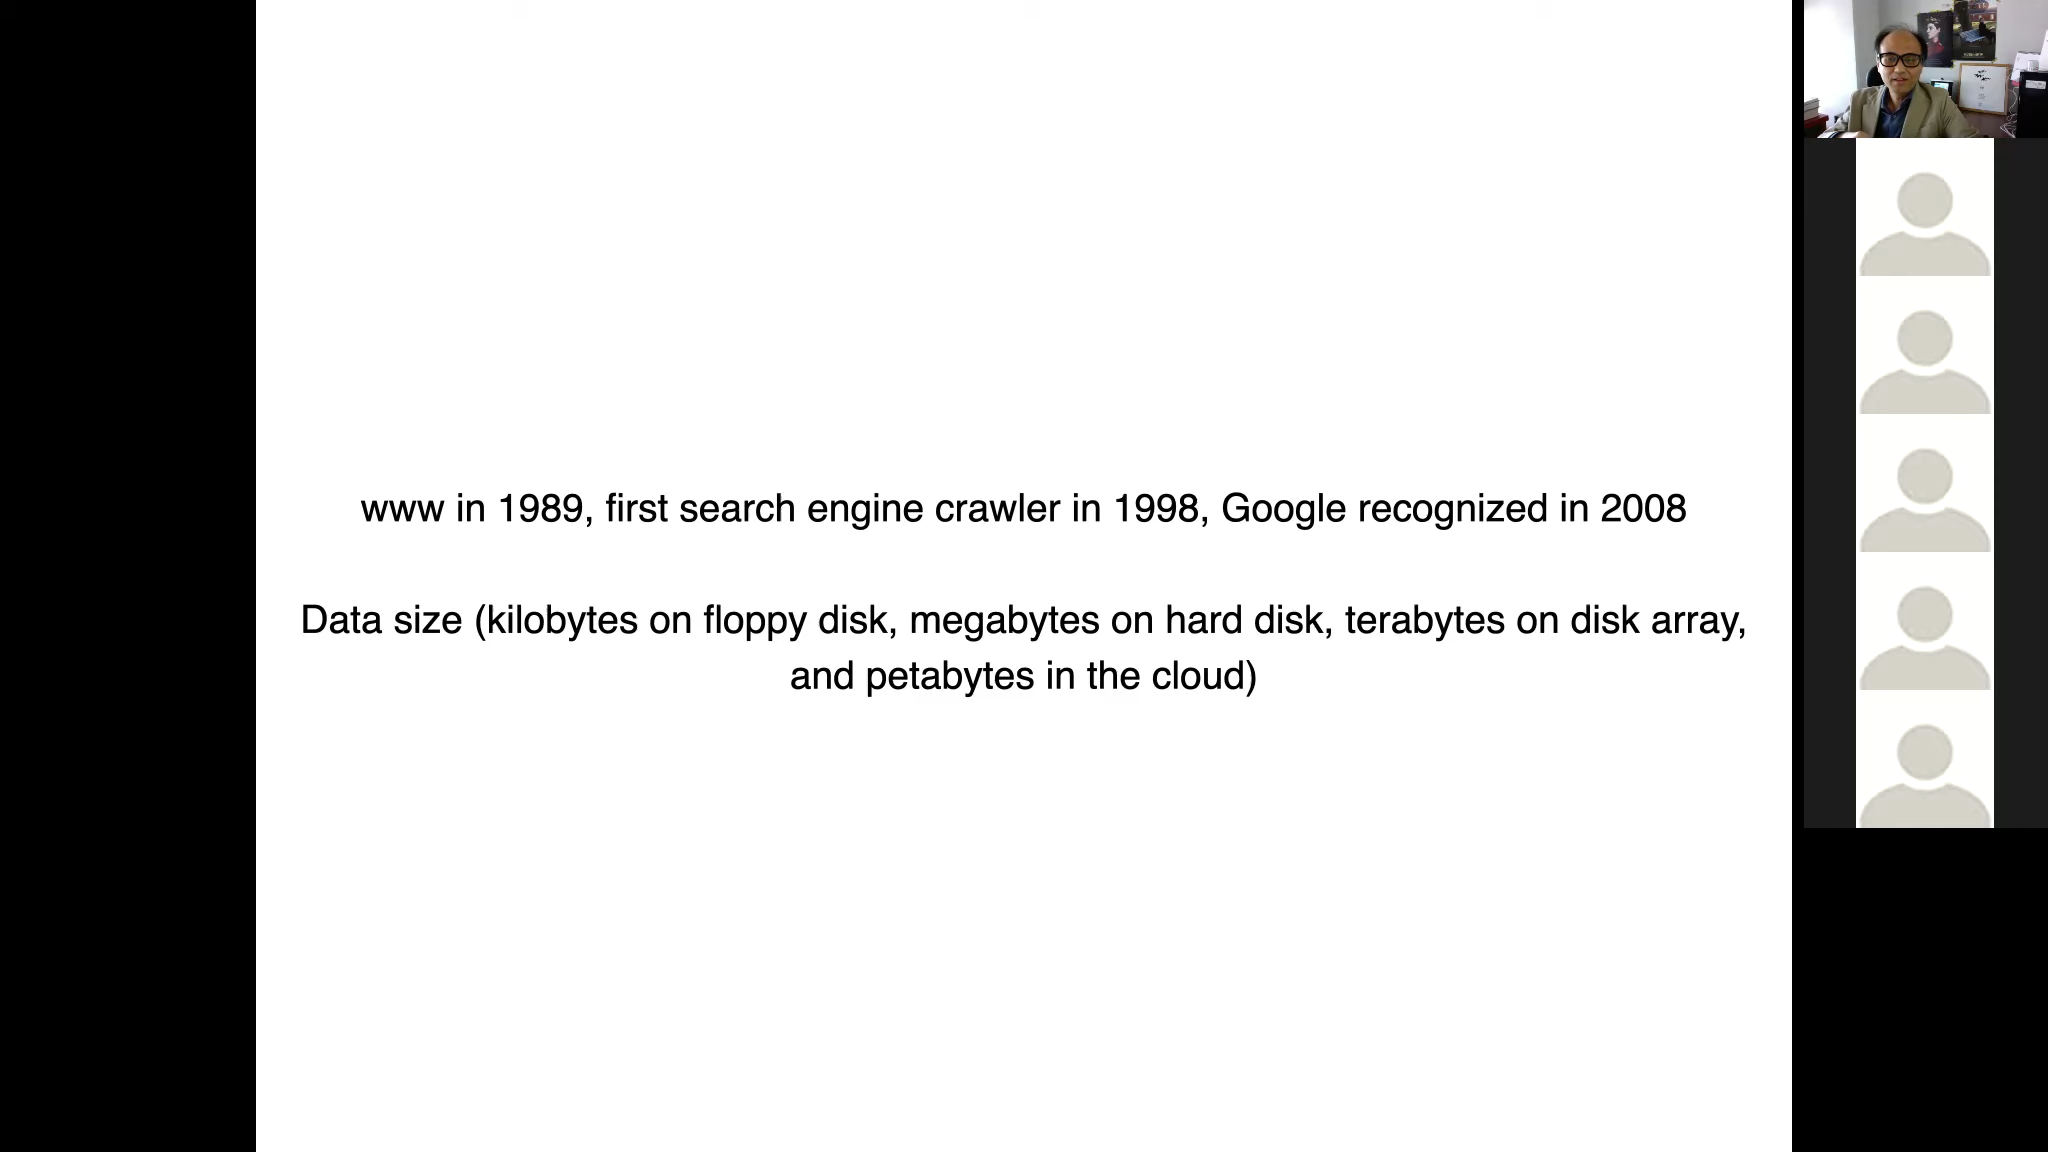 www in 1989, first search engine crawler in 1998, Google recognized in 2008
Data size (kilobytes on floppy disk, megabytes on hard disk, terabytes on disk array,
and petabytes in the cloud)